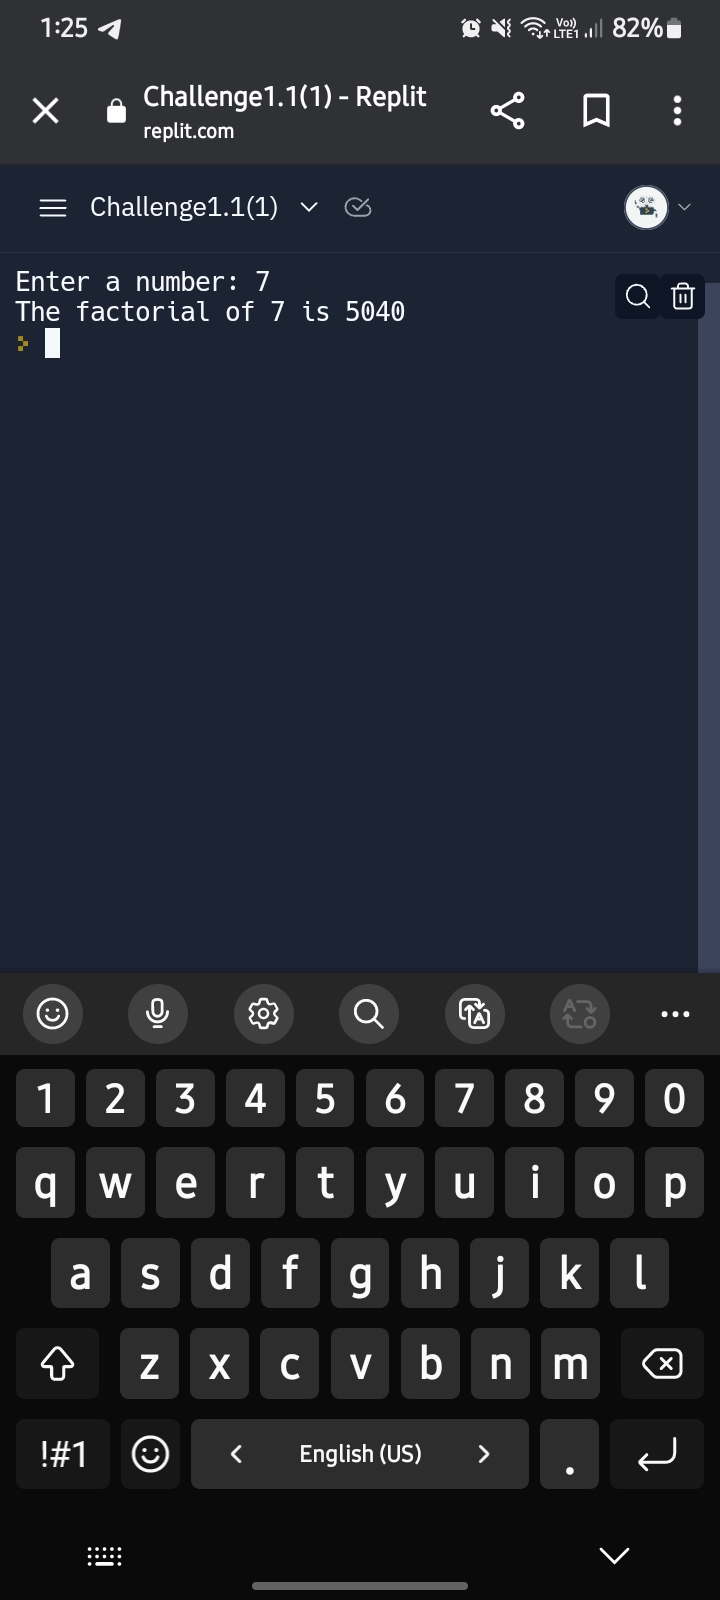 1:25
Vo)) LTE1 82%
Challenge1.1(1) - Replit
replit.com
Challenge1.1(1)
Enter a number: 7
The factorial of 7 is 5040
1 2 3 4 5 6 7 8 9 0
q w e r t y u i o p
a s d f g h j k l
z x c v b n m
!#1 < English (US) > .